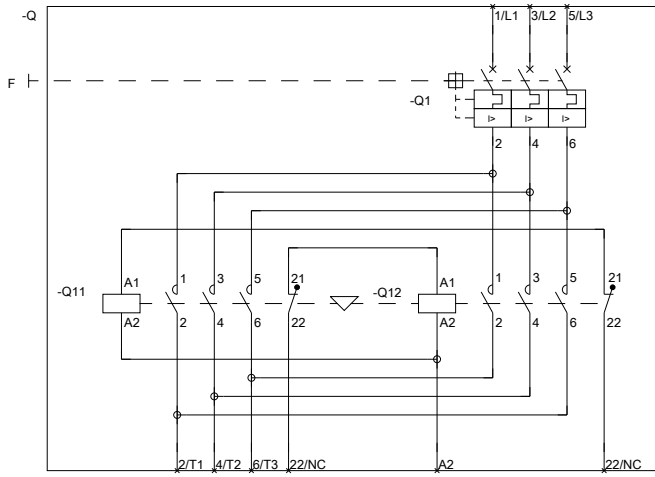 -Q 1/L1 3/L2 5/L3
F
-Q1
I> I> I>
2 4 6
A1 1 3 5 21 A1 1 3 5 21
-Q11 -Q12
A2 2 4 6 22 A2 2 4 6 22
2/T1 4/T2 6/T3 22/NC A2 22/NC